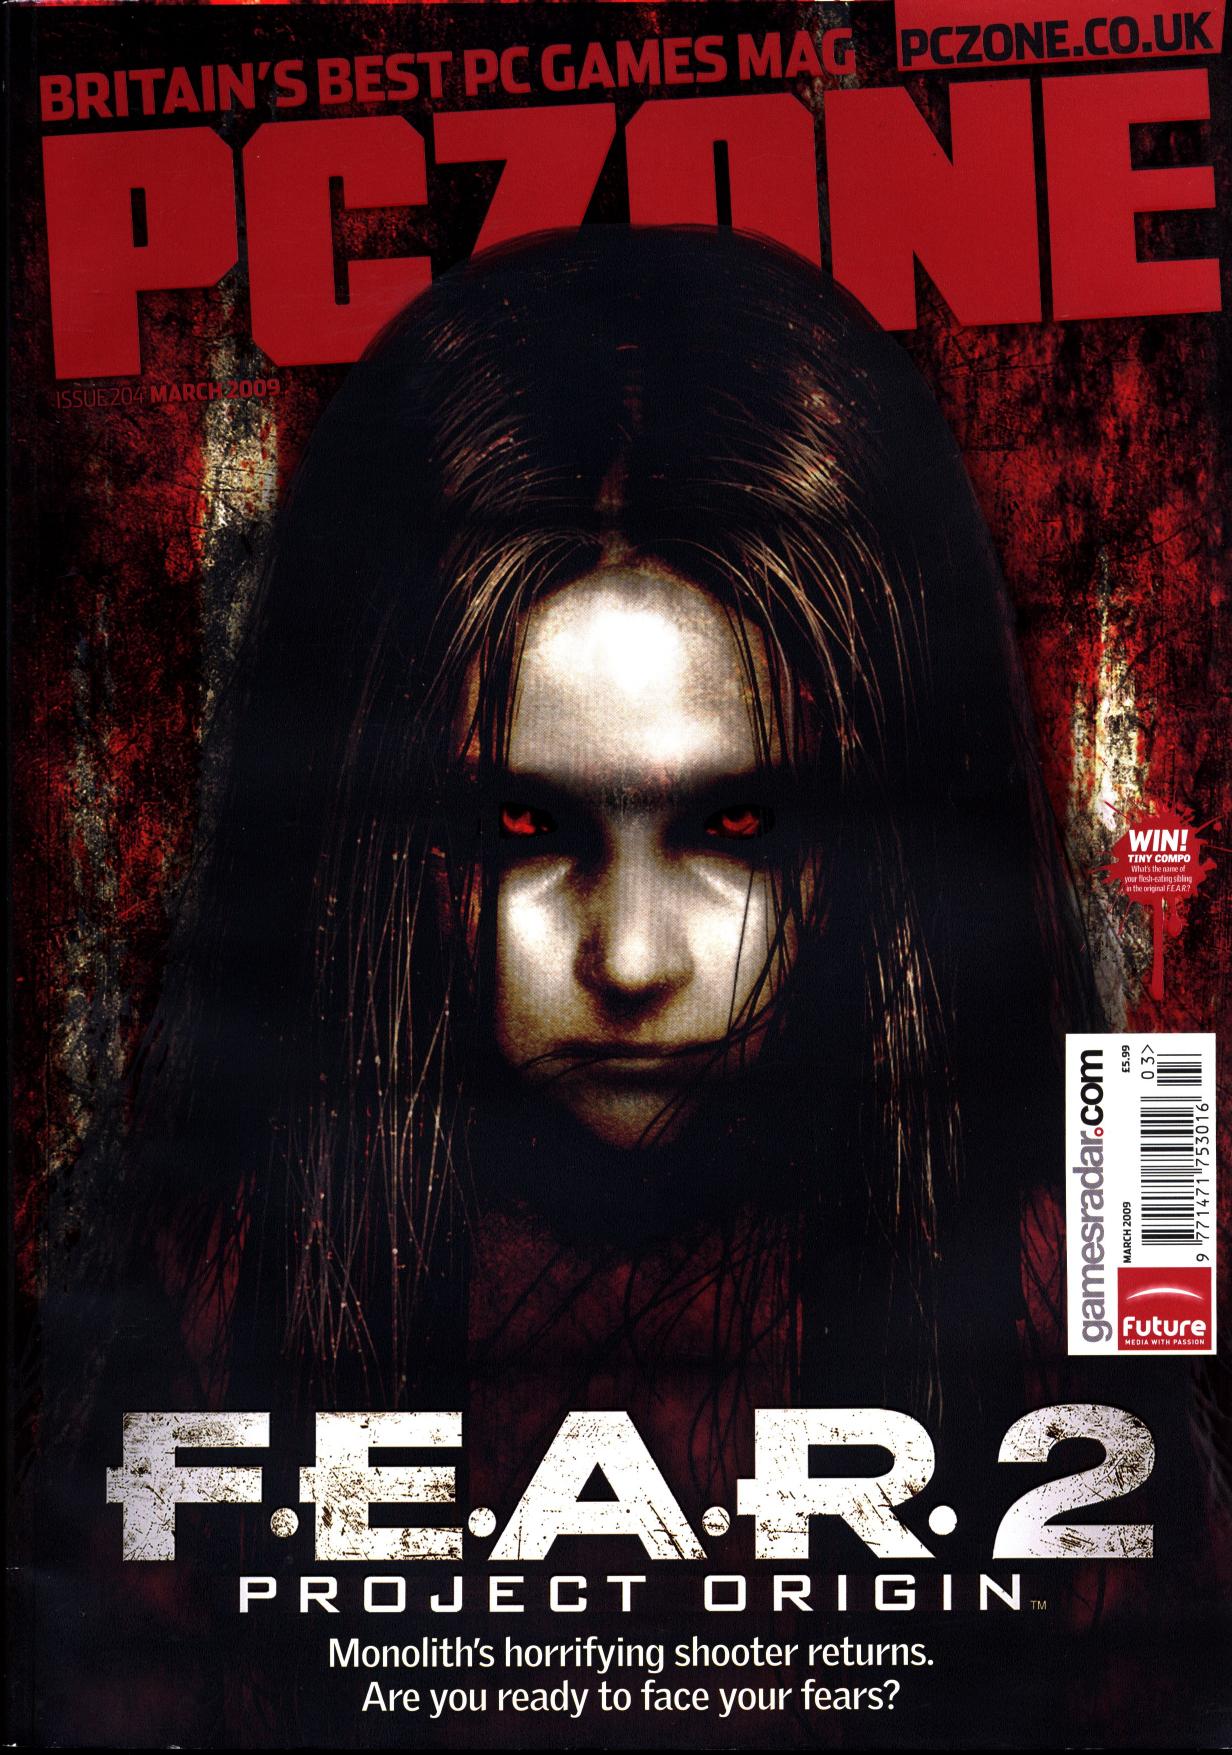 BRITAIN'S BEST PC GAMES MAG
PCZONE.CO.UK
PCZONE
ISSUE 204 MARCH 2009
WIN!
TINY COMPO
What's the name of
your flesh-eating sibling
in the original F.E.A.R.?
gamesradar.com
£5.99
MARCH 2009
03>
9 771471 753016
Future
MEDIA WITH PASSION
F.E.A.R.2
PROJECT ORIGIN™
Monolith's horrifying shooter returns.
Are you ready to face your fears?